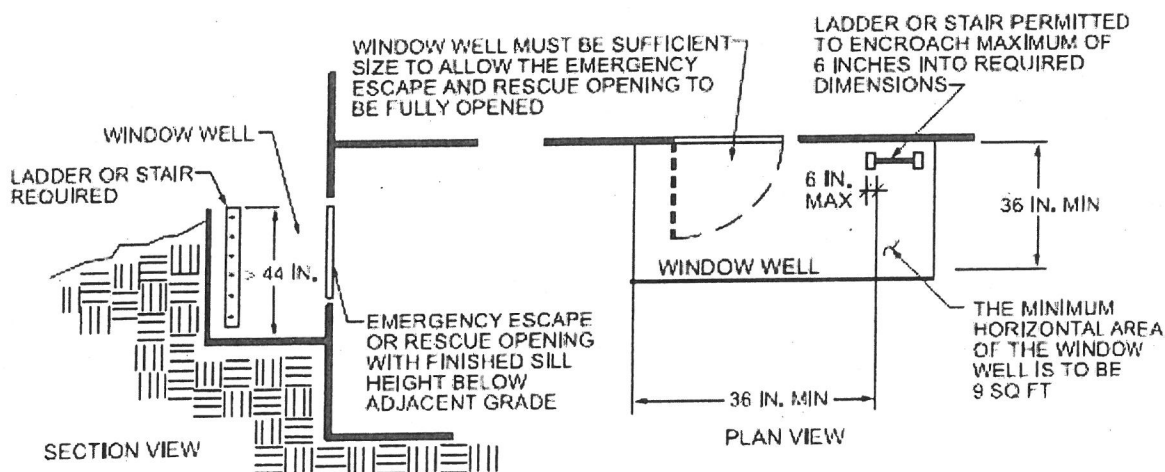 WINDOW WELL MUST BE SUFFICIENT
SIZE TO ALLOW THE EMERGENCY
ESCAPE AND RESCUE OPENING TO
BE FULLY OPENED
LADDER OR STAIR PERMITTED
TO ENCROACH MAXIMUM OF
6 INCHES INTO REQUIRED
DIMENSIONS
WINDOW WELL
LADDER OR STAIR
REQUIRED
> 44 IN.
EMERGENCY ESCAPE
OR RESCUE OPENING
WITH FINISHED SILL
HEIGHT BELOW
ADJACENT GRADE
SECTION VIEW
6 IN.
MAX
36 IN. MIN
WINDOW WELL
THE MINIMUM
HORIZONTAL AREA
OF THE WINDOW
WELL IS TO BE
9 SQ FT
36 IN. MIN
PLAN VIEW